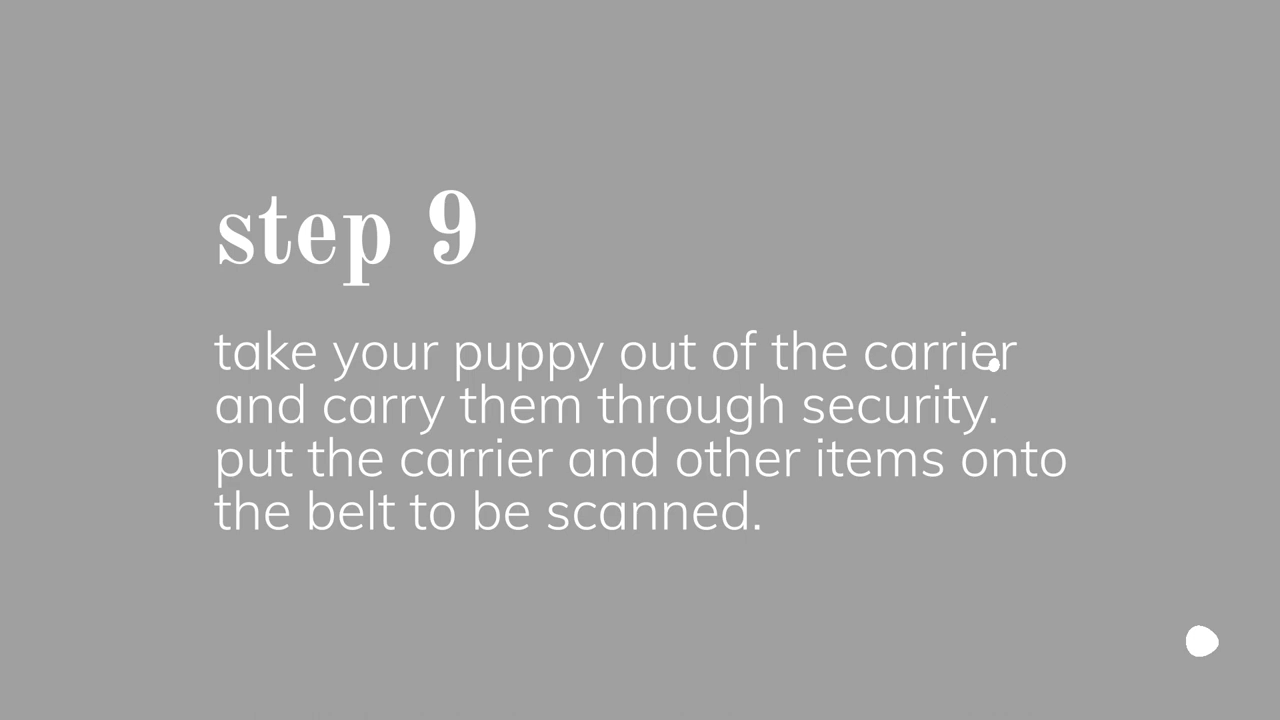 step 9
take your puppy out of the carrier
and carry them through security.
put the carrier and other items onto
the belt to be scanned.